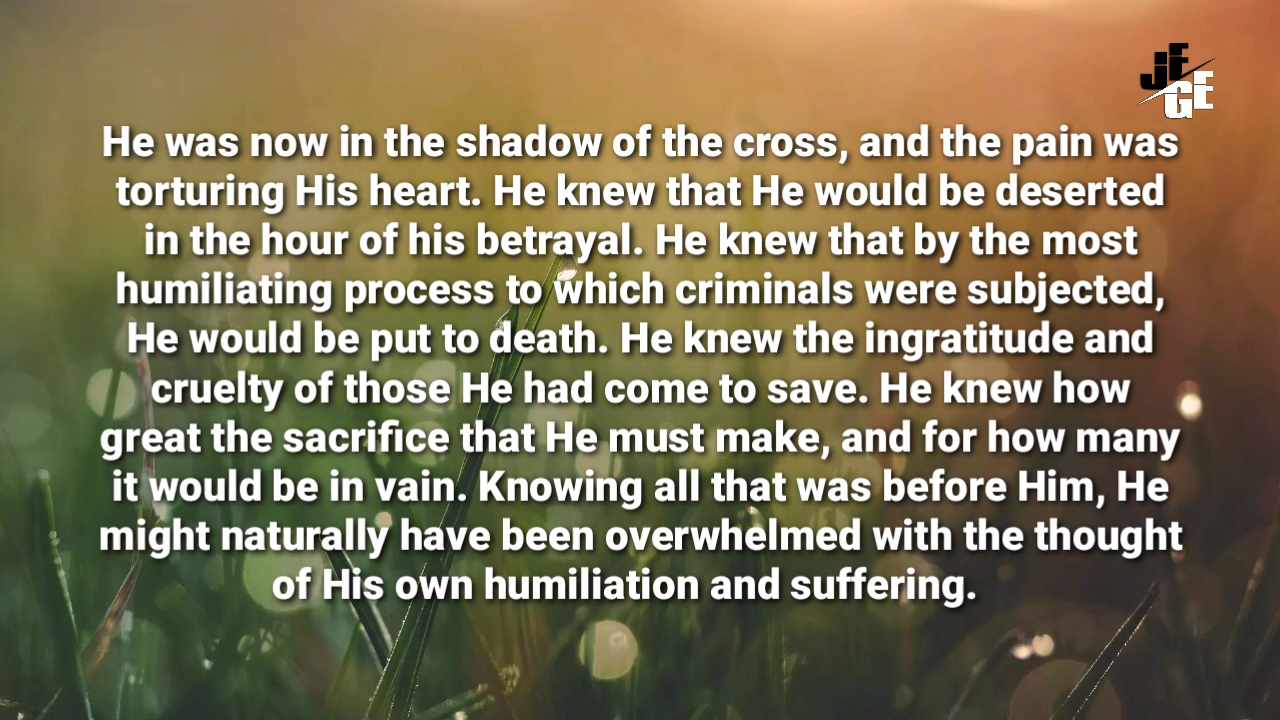 JF
GE
He was now in the shadow of the cross, and the pain was
torturing His heart. He knew that He would be deserted
in the hour of his betrayal. He knew that by the most
humiliating process to which criminals were subjected,
He would be put to death. He knew the ingratitude and
cruelty of those He had come to save. He knew how
great the sacrifice that He must make, and for how many
it would be in vain. Knowing all that was before Him, He
might naturally have been overwhelmed with the thought
of His own humiliation and suffering.